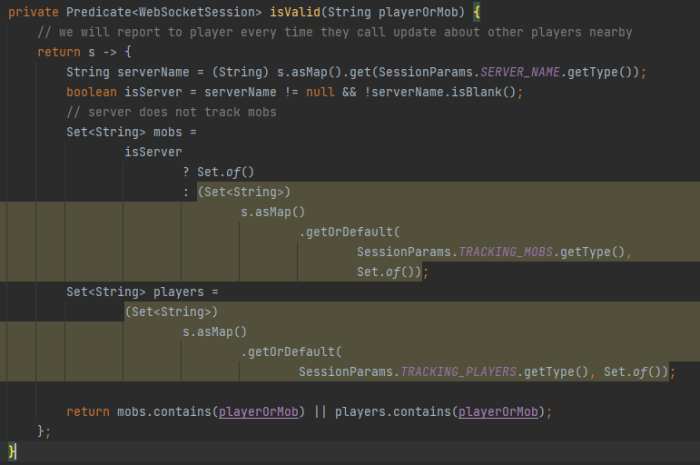 private Predicate<WebSocketSession> isValid(String playerOrMob) {
// we will report to player every time they call update about other players nearby
return s -> {
String serverName = (String) s.asMap().get(SessionParams.SERVER_NAME.getType());
boolean isServer = serverName != null && !serverName.isBlank();
// server does not track mobs
Set<String> mobs =
isServer
? Set.of()
: (Set<String>)
s.asMap()
.getOrDefault(
SessionParams.TRACKING_MOBS.getType(),
Set.of());
Set<String> players =
(Set<String>)
s.asMap()
.getOrDefault(
SessionParams.TRACKING_PLAYERS.getType(), Set.of());
return mobs.contains(playerOrMob) || players.contains(playerOrMob);
};
}